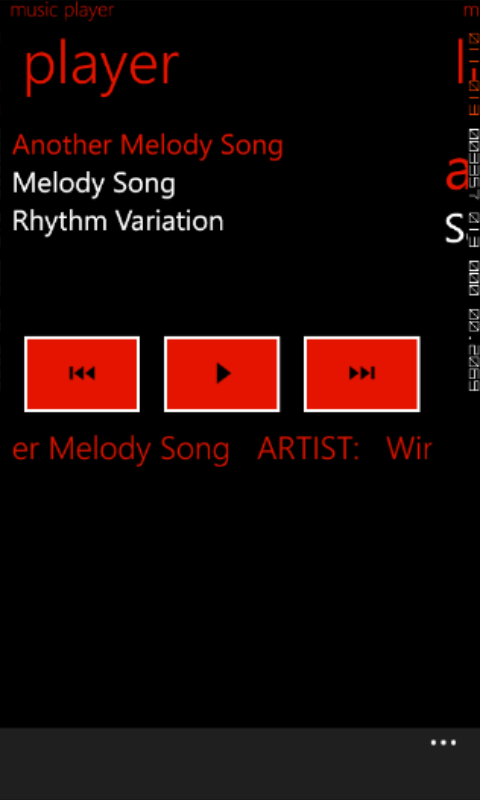 music player
player
Another Melody Song
Melody Song
Rhythm Variation
er Melody Song ARTIST: Wir